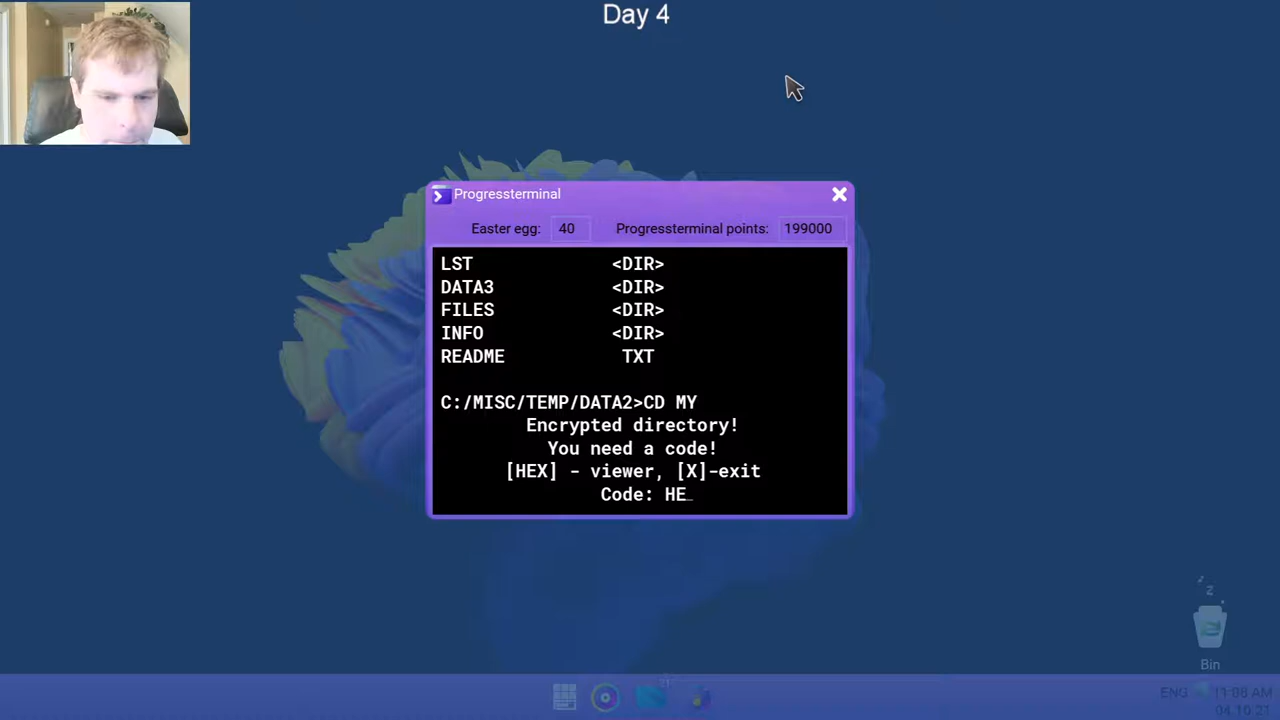 Day 4
Progressterminal
Easter egg: 40 Progressterminal points: 199000
LST <DIR>
DATA3 <DIR>
FILES <DIR>
INFO <DIR>
README TXT
C:/MISC/TEMP/DATA2>CD MY
Encrypted directory!
You need a code!
[HEX] - viewer, [X]-exit
Code: HE_
z
Bin
ENG